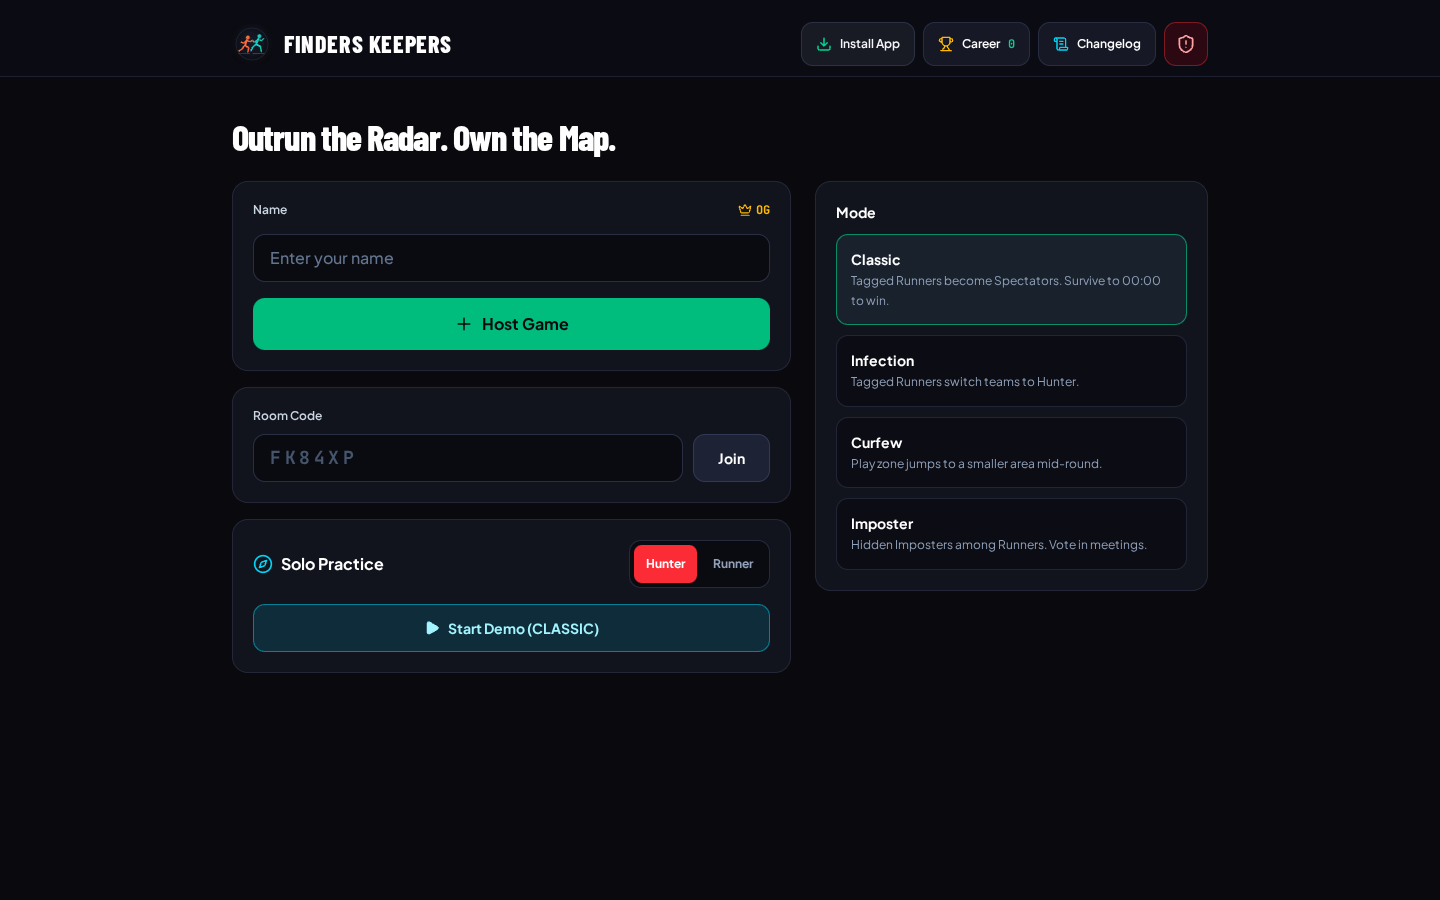 FINDERS KEEPERS
Install App
Career 0
Changelog
Outrun the Radar. Own the Map.
Name
OG
Enter your name
Host Game
Room Code
FK84XP
Join
Solo Practice
Hunter
Runner
Start Demo (CLASSIC)
Mode
Classic
Tagged Runners become Spectators. Survive to 00:00
to win.
Infection
Tagged Runners switch teams to Hunter.
Curfew
Playzone jumps to a smaller area mid-round.
Imposter
Hidden Imposters among Runners. Vote in meetings.